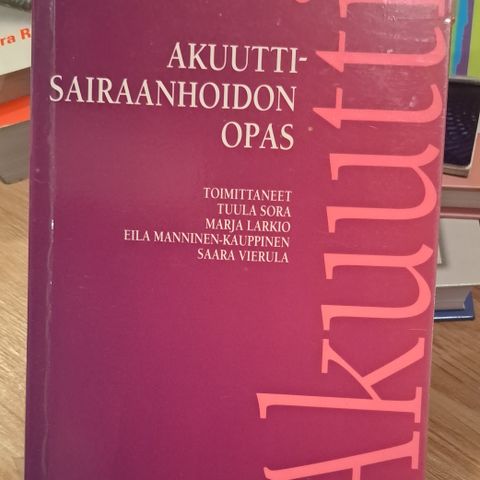 AKUUTTI-
SAIRAANHOIDON
OPAS
TOIMITTANEET
TUULA SORA
MARJA LARKIO
EILA MANNINEN-KAUPPINEN
SAARA VIERULA
Akuutti